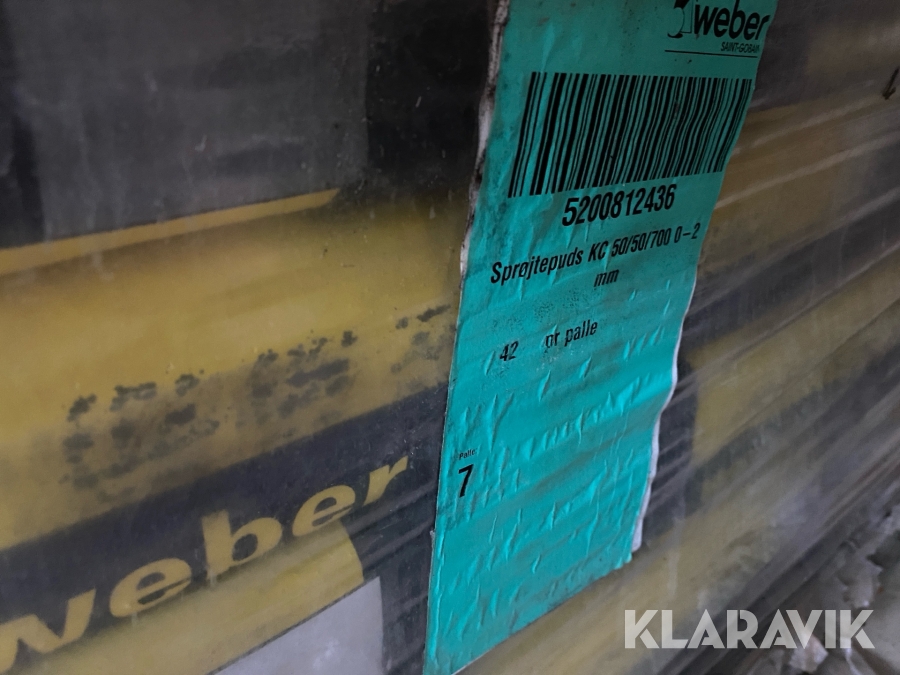 weber
SAINT-GOBAIN
5200812436
Sprøjtepuds KC 50/50/700 0-2
mm
42 pr palle
Palle:
7
weber
KLARAVIK